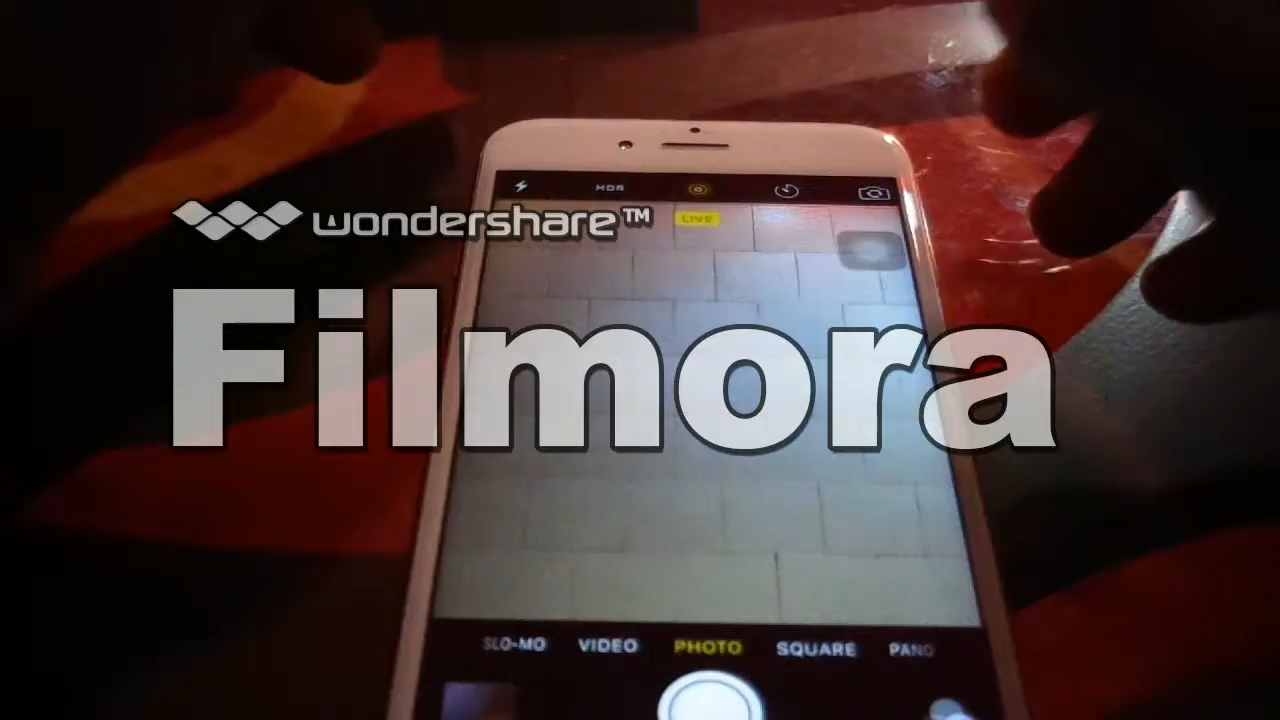 HDR
wondershare™
LIVE
Filmora
SLO-MO VIDEO PHOTO SQUARE PANO